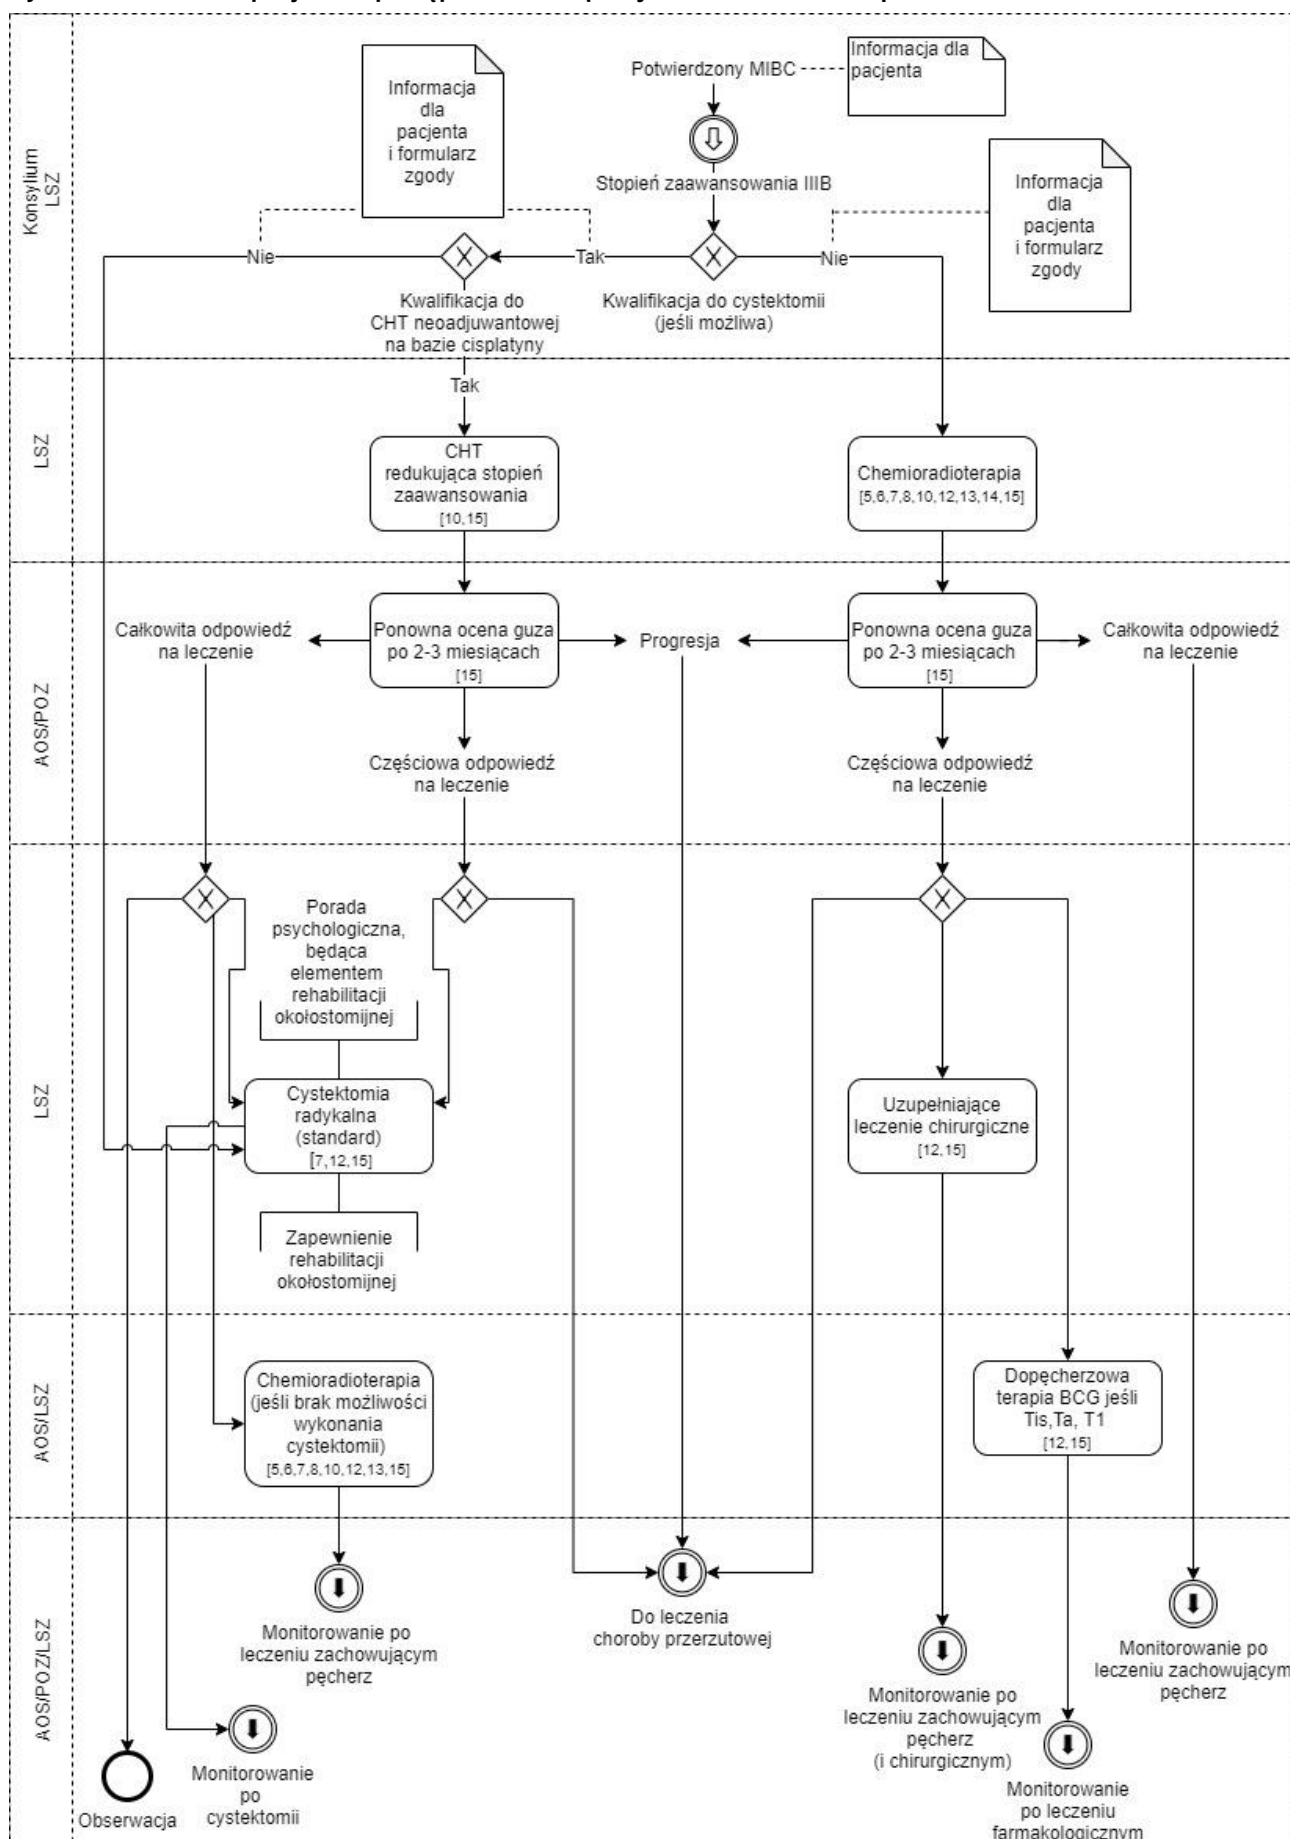 Konsylium
LSZ
Informacja
dla
pacjenta
i formularz
zgody
Potwierdzony MIBC
Informacja dla
pacjenta
Stopień zaawansowania IIIB
Informacja
dla
pacjenta
i formularz
zgody
Nie
Tak
Nie
Kwalifikacja do
CHT neoadjuwantowej
na bazie cisplatyny
Kwalifikacja do cystektomii
(jeśli możliwa)
LSZ
Tak
CHT
redukująca stopień
zaawansowania
[10,15]
Chemioradioterapia
[5,6,7,8,10,12,13,14,15]
AOS/POZ
Całkowita odpowiedź
na leczenie
Ponowna ocena guza
po 2-3 miesiącach
[15]
Progresja
Ponowna ocena guza
po 2-3 miesiącach
[15]
Całkowita odpowiedź
na leczenie
Częściowa odpowiedź
na leczenie
Częściowa odpowiedź
na leczenie
LSZ
Porada
psychologiczna,
będąca
elementem
rehabilitacji
okołostomijnej
Cystektomia
radykalna
(standard)
[7,12,15]
Uzupełniające
leczenie chirurgiczne
[12,15]
Zapewnienie
rehabilitacji
okołostomijnej
AOS/LSZ
Chemioradioterapia
(jeśli brak możliwości
wykonania
cystektomii)
[5,6,7,8,10,12,13,15]
Dopęcherzowa
terapia BCG jeśli
Tis,Ta, T1
[12,15]
AOS/POZ/LSZ
Monitorowanie po
leczeniu zachowującym
pęcherz
Do leczenia
choroby przerzutowej
Monitorowanie po
leczeniu zachowującym
pęcherz
(i chirurgicznym)
Monitorowanie po
leczeniu zachowującym
pęcherz
Obserwacja
Monitorowanie
po
cystektomii
Monitorowanie
po leczeniu
farmakologicznym